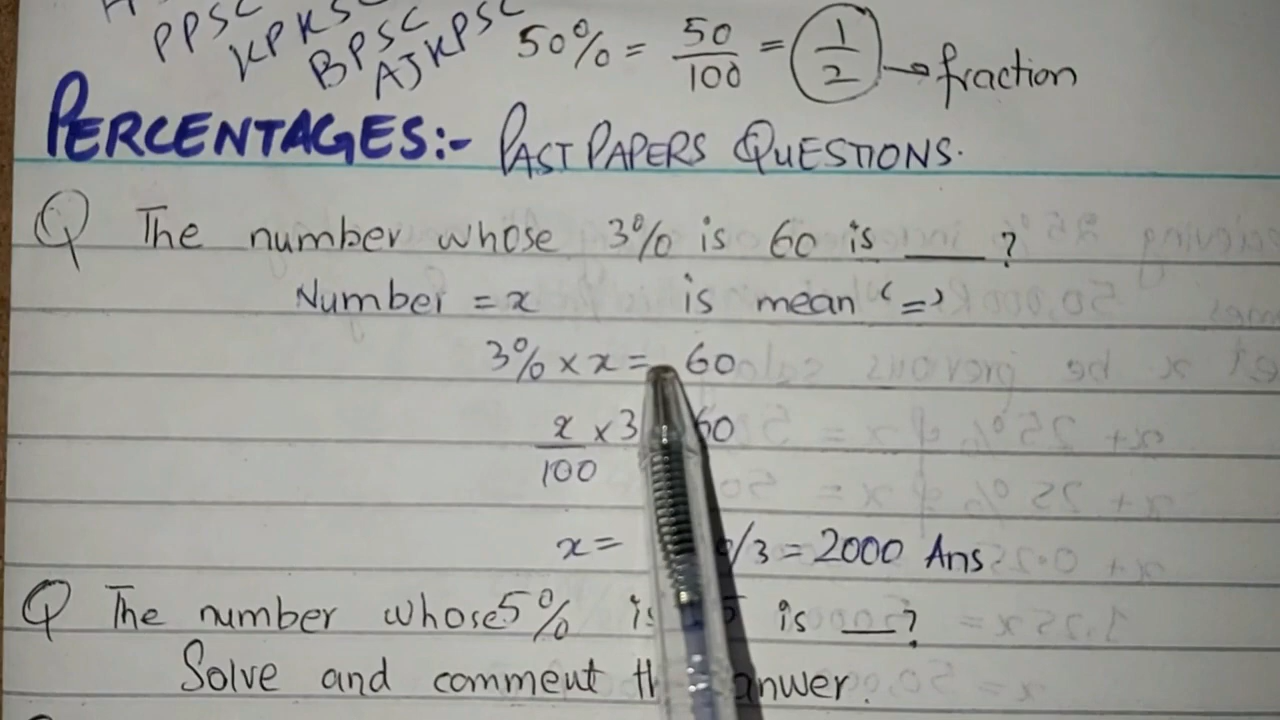 PPSC
KPKSC
BPSC
AJKPSC
50% = 50/100 = 1/2 → fraction
PERCENTAGES:- PAST PAPERS QUESTIONS.
Q The number whose 3% is 60 is ___ ?
Number = x is mean (=)
3% × x = 60
x/100 × 3 60
x = /3 = 2000 Ans
Q The number whose 5% is is __ ?
Solve and comment anwer.